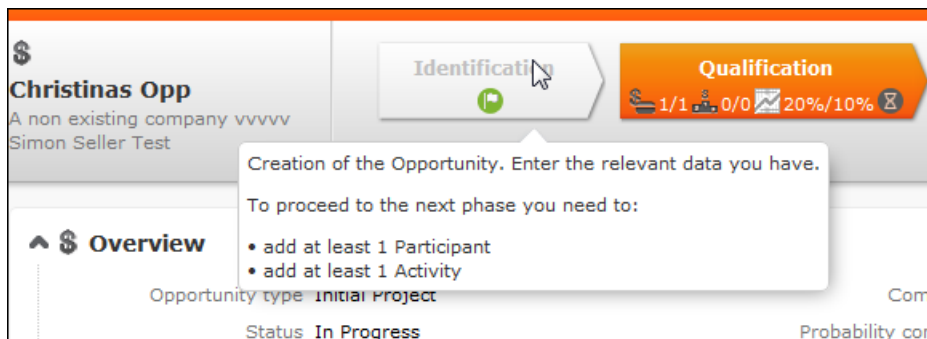 $
Christinas Opp
A non existing company vvvvv
Simon Seller Test
Identification
Qualification
1/1 0/0 20%/10%
Creation of the Opportunity. Enter the relevant data you have.
To proceed to the next phase you need to:
• add at least 1 Participant
• add at least 1 Activity
$ Overview
Opportunity type Initial Project
Com
Status In Progress
Probability con